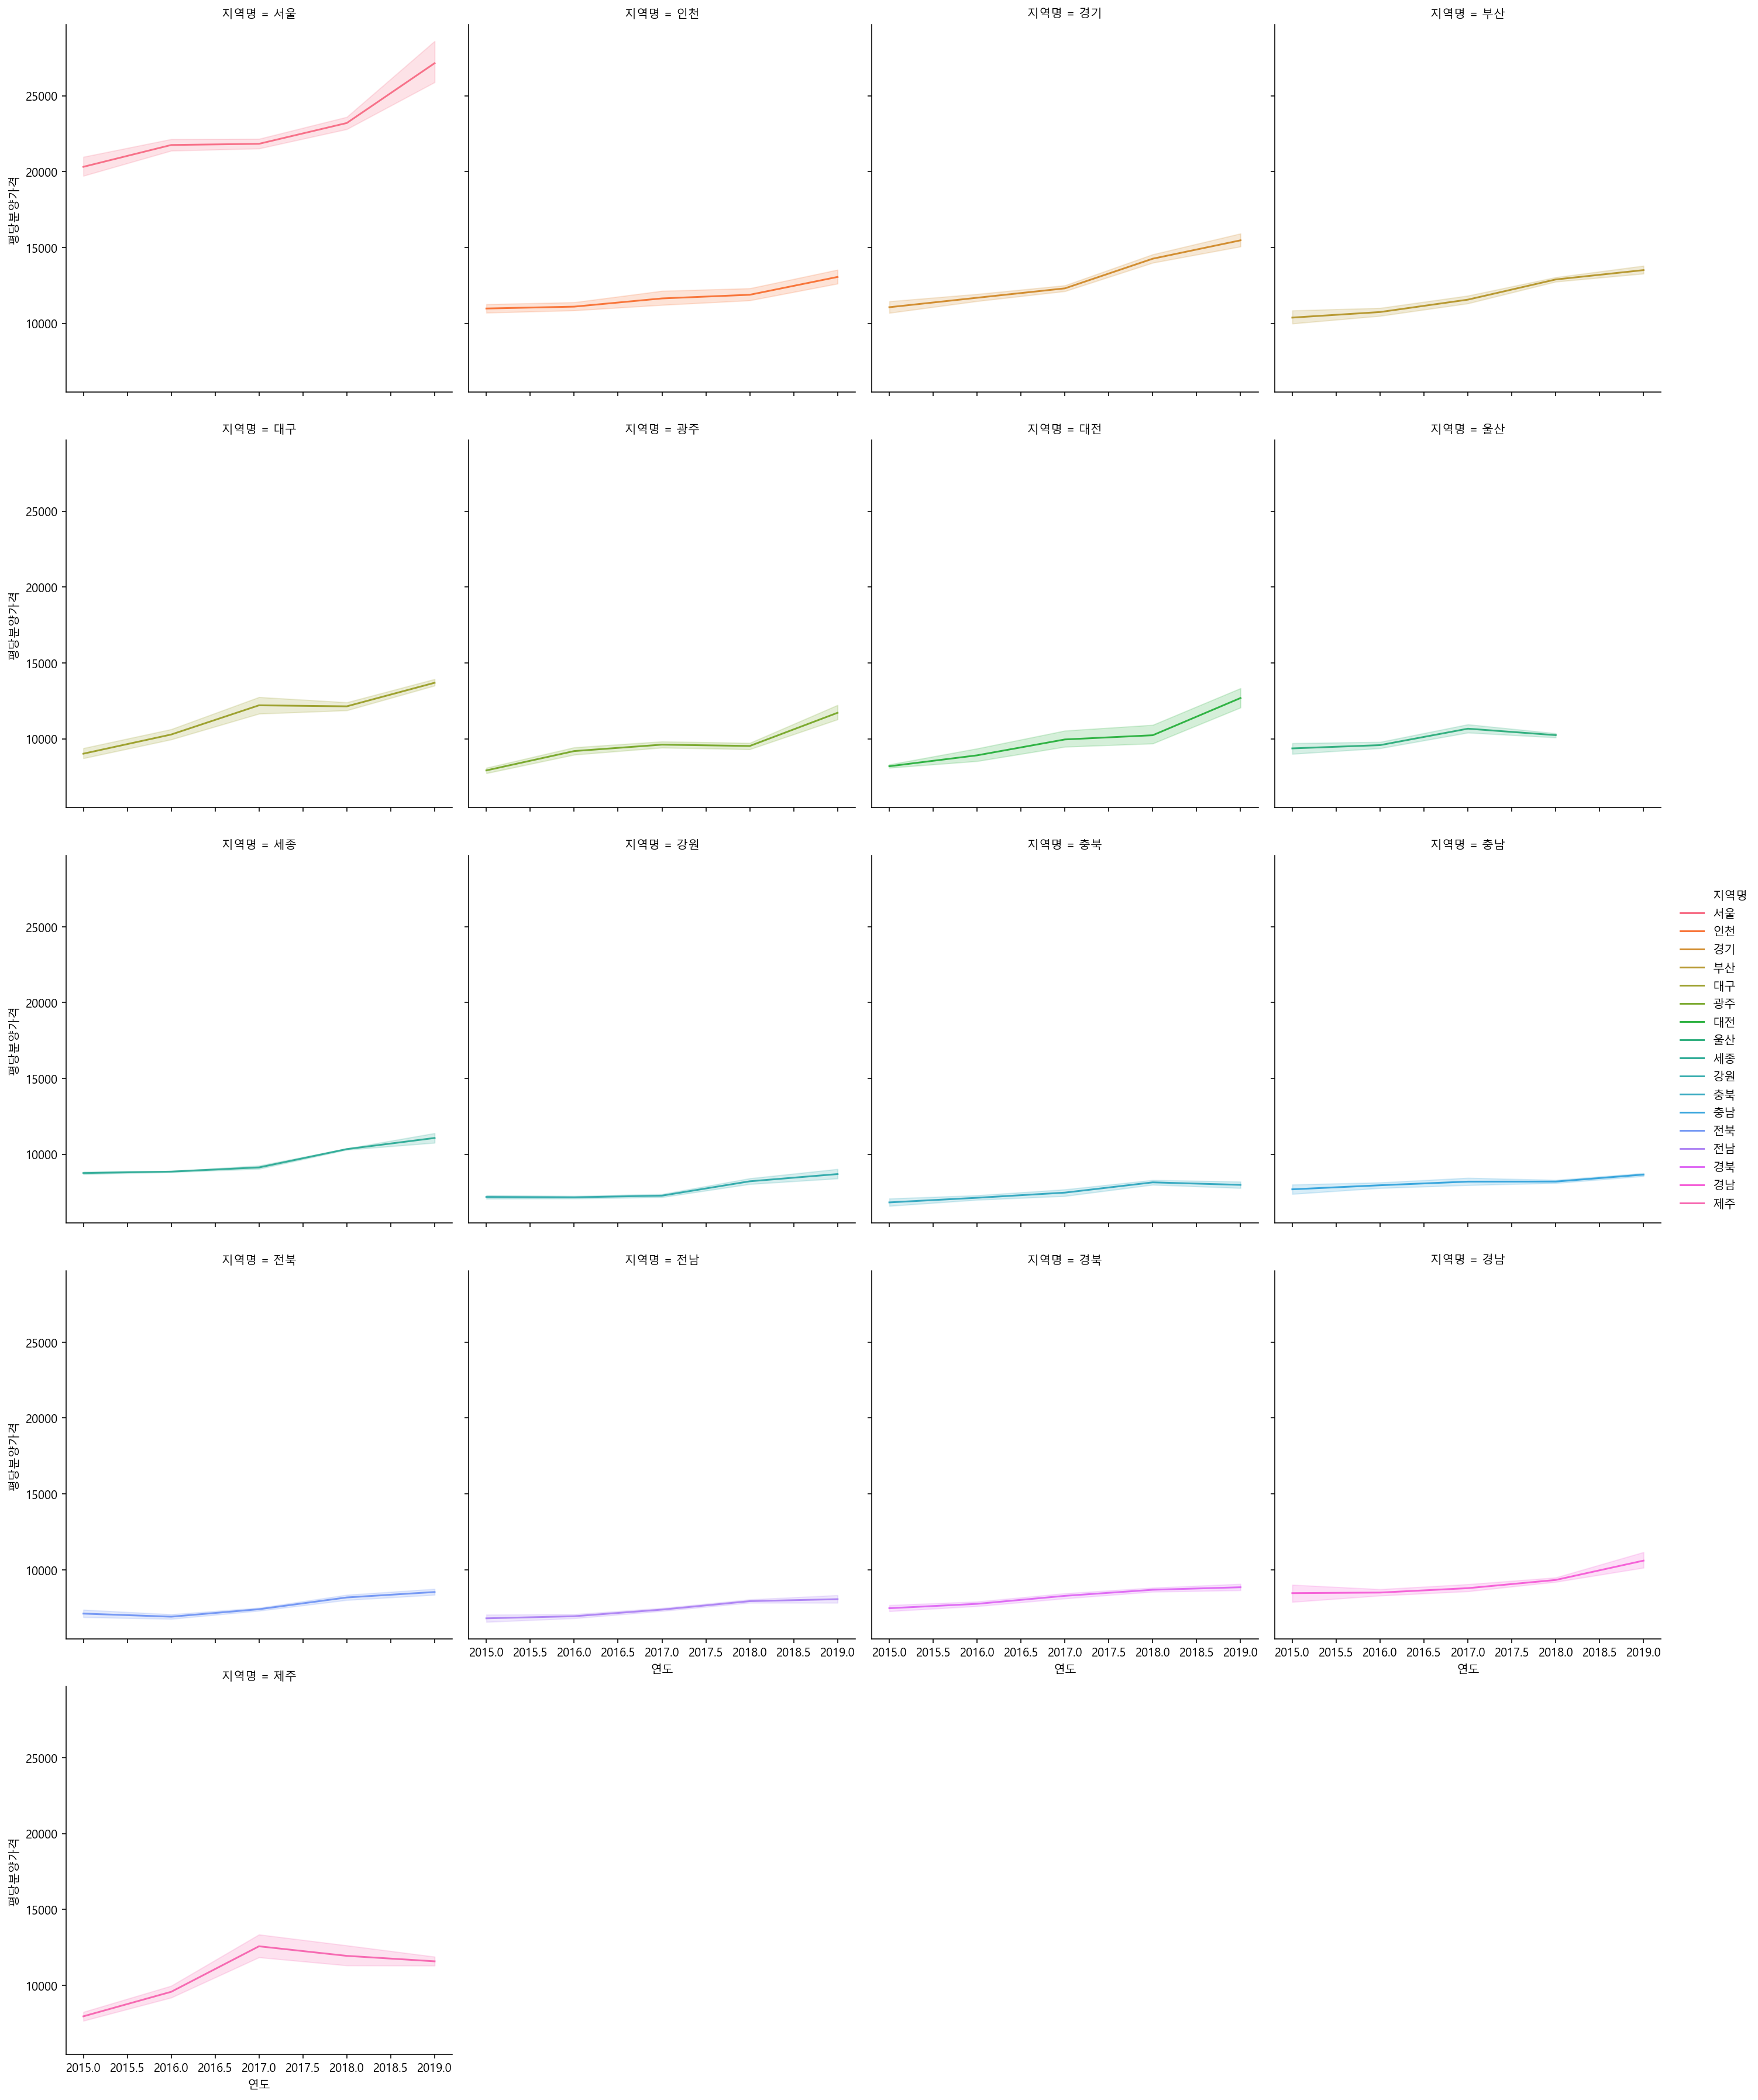 지역명 = 서울
지역명 = 인천
지역명 = 경기
지역명 = 부산
25000
20000
15000
10000
평당분양가격
지역명 = 대구
지역명 = 광주
지역명 = 대전
지역명 = 울산
25000
20000
15000
10000
평당분양가격
지역명 = 세종
지역명 = 강원
지역명 = 충북
지역명 = 충남
25000
20000
15000
10000
평당분양가격
지역명
서울
인천
경기
부산
대구
광주
대전
울산
세종
강원
충북
충남
전북
전남
경북
경남
제주
지역명 = 전북
지역명 = 전남
지역명 = 경북
지역명 = 경남
25000
20000
15000
10000
평당분양가격
2015.0 2015.5 2016.0 2016.5 2017.0 2017.5 2018.0 2018.5 2019.0
연도
2015.0 2015.5 2016.0 2016.5 2017.0 2017.5 2018.0 2018.5 2019.0
연도
2015.0 2015.5 2016.0 2016.5 2017.0 2017.5 2018.0 2018.5 2019.0
연도
지역명 = 제주
25000
20000
15000
10000
평당분양가격
2015.0 2015.5 2016.0 2016.5 2017.0 2017.5 2018.0 2018.5 2019.0
연도